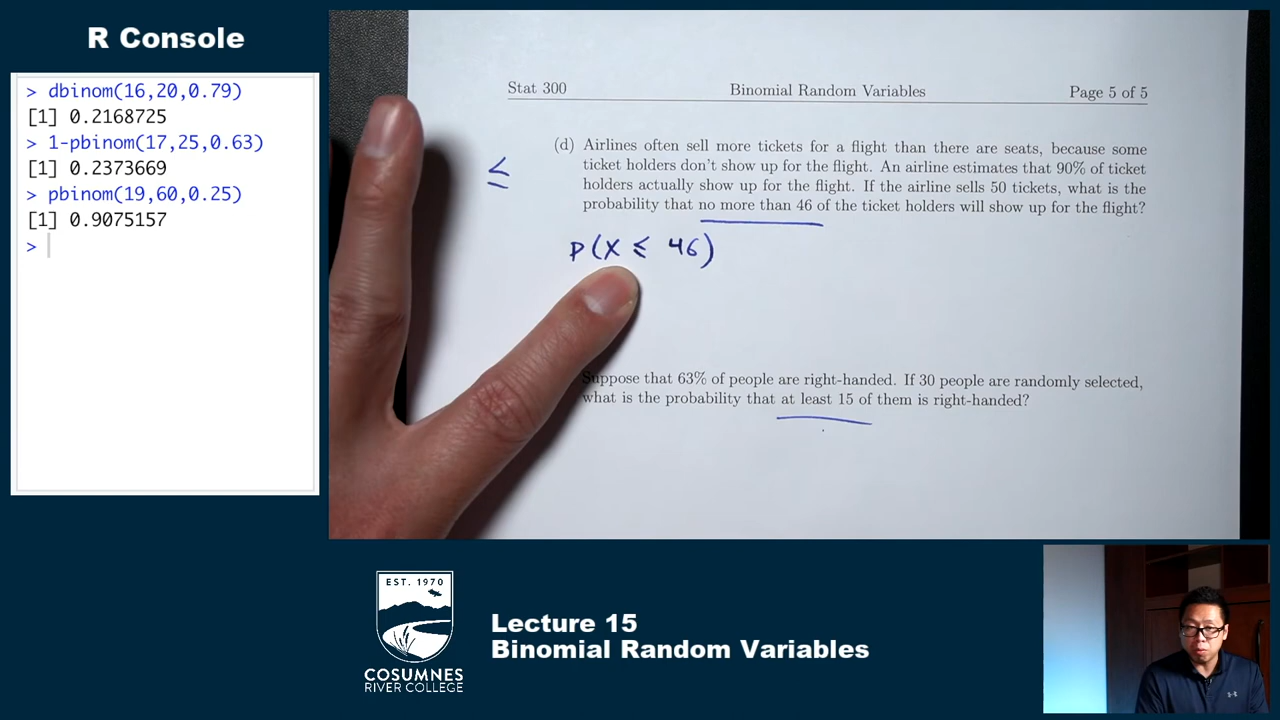 R Console
> dbinom(16,20,0.79)
[1] 0.2168725
> 1-pbinom(17,25,0.63)
[1] 0.2373669
> pbinom(19,60,0.25)
[1] 0.9075157
>
Stat 300 Binomial Random Variables Page 5 of 5
≤
(d) Airlines often sell more tickets for a flight than there are seats, because some
ticket holders don't show up for the flight. An airline estimates that 90% of ticket
holders actually show up for the flight. If the airline sells 50 tickets, what is the
probability that no more than 46 of the ticket holders will show up for the flight?
P(X ≤ 46)
Suppose that 63% of people are right-handed. If 30 people are randomly selected,
what is the probability that at least 15 of them is right-handed?
EST. 1970
COSUMNES
RIVER COLLEGE
Lecture 15
Binomial Random Variables